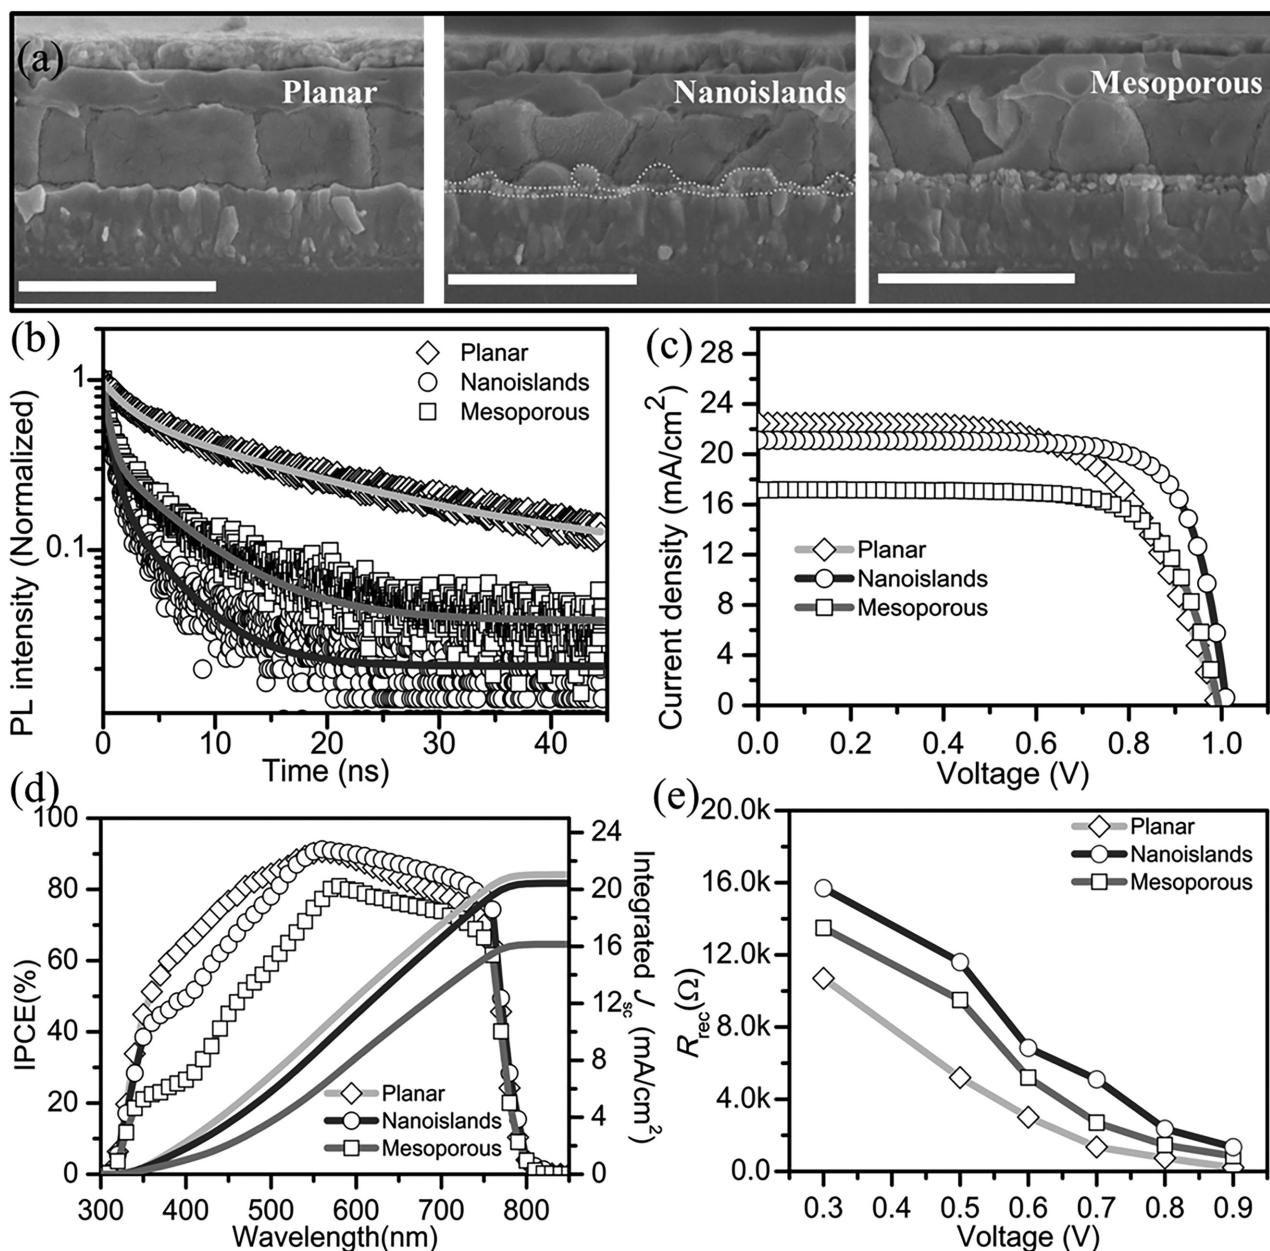 (a)
Planar
Nanoislands
Mesoporous
(b)
PL intensity (Normalized)
1
0.1
Planar
Nanoislands
Mesoporous
0
10
20
30
40
Time (ns)
(c)
Current density (mA/cm²)
28
24
20
16
12
8
4
0
Planar
Nanoislands
Mesoporous
0.0
0.2
0.4
0.6
0.8
1.0
Voltage (V)
(d)
IPCE(%)
100
80
60
40
20
0
Planar
Nanoislands
Mesoporous
24
20
16
12
8
4
0
Integrated Jsc (mA/cm²)
300
400
500
600
700
800
Wavelength(nm)
(e)
Rrec(Ω)
20.0k
16.0k
12.0k
8.0k
4.0k
0.0
Planar
Nanoislands
Mesoporous
0.3
0.4
0.5
0.6
0.7
0.8
0.9
Voltage (V)